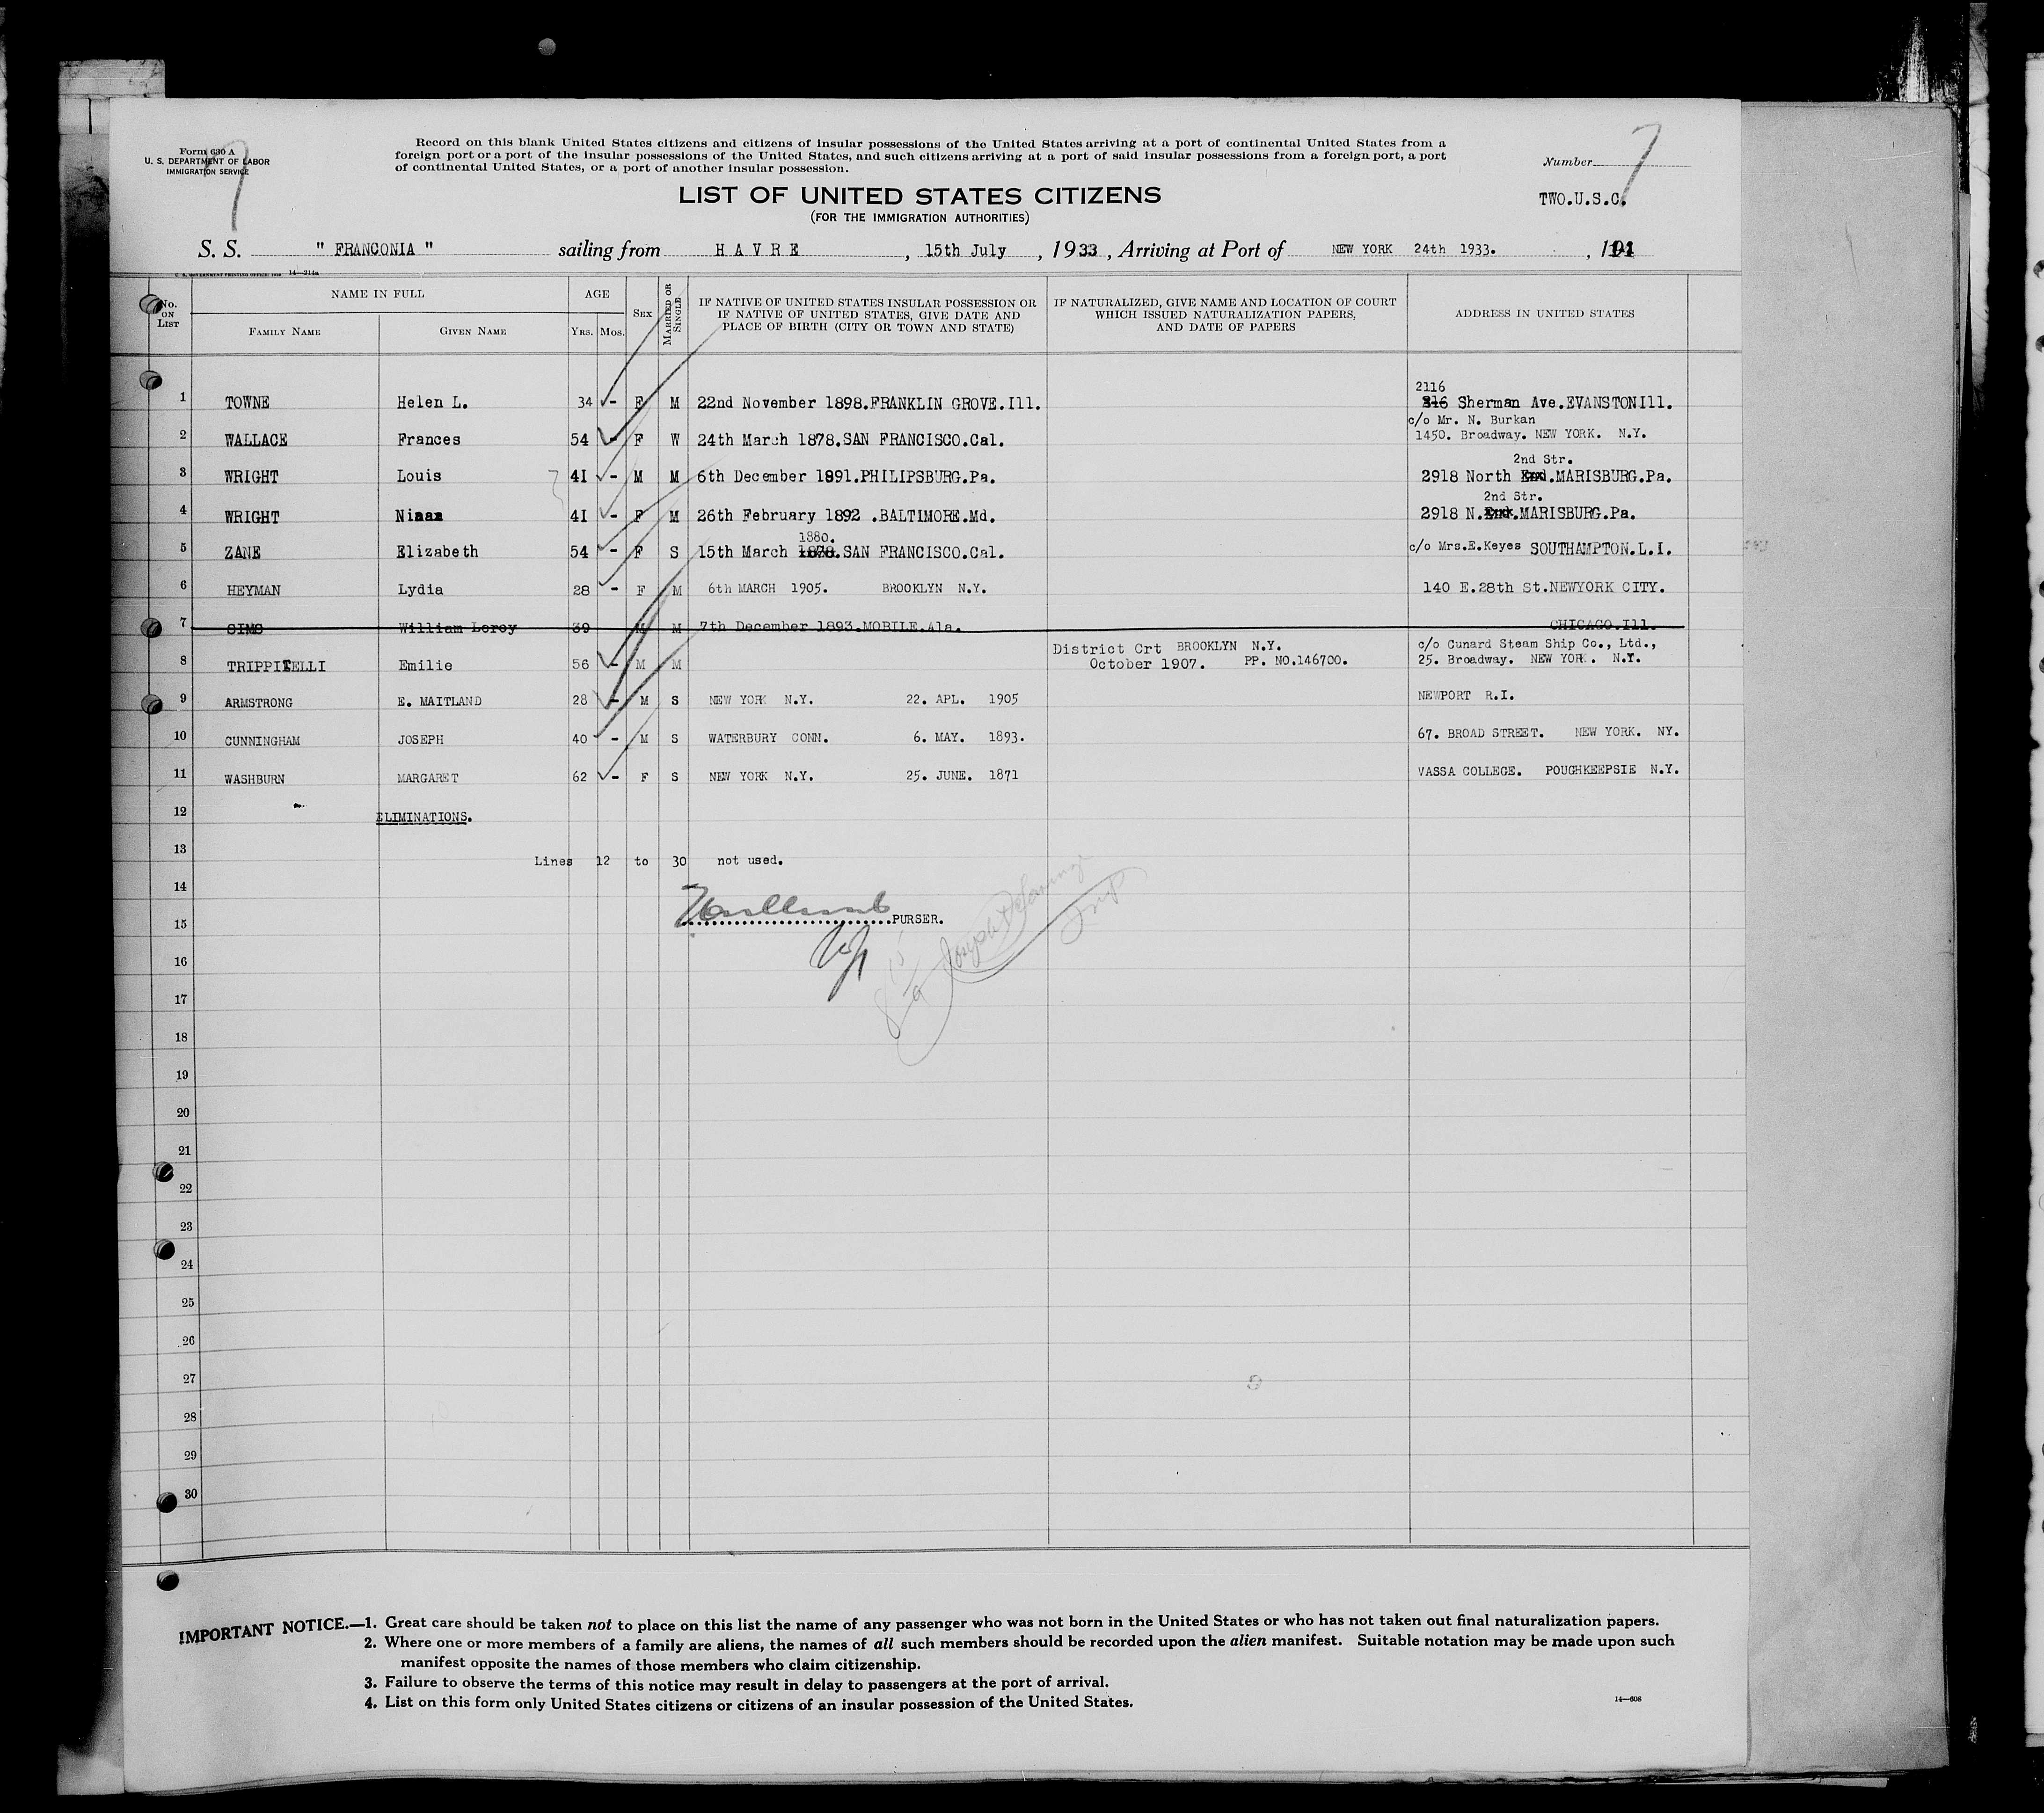 Form 630 A
U. S. DEPARTMENT OF LABOR
IMMIGRATION SERVICE
Record on this blank United States citizens and citizens of insular possessions of the United States arriving at a port of continental United States from a
foreign port or a port of the insular possessions of the United States, and such citizens arriving at a port of said insular possessions from a foreign port, a port
of continental United States, or a port of another insular possession.
Number 7
7
LIST OF UNITED STATES CITIZENS
(FOR THE IMMIGRATION AUTHORITIES)
TWO.U.S.C.
S. S. " FRANCONIA " sailing from HAVRE, 15th July, 1933, Arriving at Port of NEW YORK 24th 1933. , 19
U. S. GOVERNMENT PRINTING OFFICE: 1930 14—214a
No. ON LIST
NAME IN FULL
FAMILY NAME GIVEN NAME
AGE
YRS. MOS.
SEX
MARRIED OR SINGLE
IF NATIVE OF UNITED STATES INSULAR POSSESSION OR
IF NATIVE OF UNITED STATES, GIVE DATE AND
PLACE OF BIRTH (CITY OR TOWN AND STATE)
IF NATURALIZED, GIVE NAME AND LOCATION OF COURT
WHICH ISSUED NATURALIZATION PAPERS,
AND DATE OF PAPERS
ADDRESS IN UNITED STATES
2116
1 TOWNE Helen L. 34 - F M 22nd November 1898.FRANKLIN GROVE.Ill. 316 Sherman Ave.EVANSTONIll.
c/o Mr. N. Burkan
2 WALLACE Frances 54 - F W 24th March 1878.SAN FRANCISCO.Cal. 1450. Broadway. NEW YORK. N.Y.
2nd Str.
3 WRIGHT Louis 41 - M M 6th December 1891.PHILIPSBURG.Pa. 2918 North .MARISBURG.Pa.
2nd Str.
4 WRIGHT 41 - F M 26th February 1892 .BALTIMORE.Md. 2918 N. .MARISBURG.Pa.
1880.
5 ZANE Elizabeth 54 - F S 15th March 1878.SAN FRANCISCO.Cal. c/o Mrs.E.Keyes SOUTHAMPTON.L.I.
6 HEYMAN Lydia 28 - F M 6th MARCH 1905. BROOKLYN N.Y. 140 E.28th St.NEWYORK CITY.
7 SIMS William Leroy 39 M M 7th December 1893.MOBILE.Ala. CHICAGO.Ill.
District Crt BROOKLYN N.Y. c/o Cunard Steam Ship Co., Ltd.,
8 TRIPPITELLI Emilie 56 - M M October 1907. PP. NO.146700. 25. Broadway. NEW YORK. N.Y.
9 ARMSTRONG E. MAITLAND 28 - M S NEW YORK N.Y. 22. APL. 1905 NEWPORT R.I.
10 CUNNINGHAM JOSEPH 40 - M S WATERBURY CONN. 6. MAY. 1893. 67. BROAD STREET. NEW YORK. NY.
11 WASHBURN MARGARET 62 - F S NEW YORK N.Y. 25. JUNE. 1871 VASSA COLLEGE. POUGHKEEPSIE N.Y.
12 ELIMINATIONS.
13 Lines 12 to 30 not used.
14
15 PURSER.
16
17
18
19
20
21
22
23
24
25
26
27
28
29
30
IMPORTANT NOTICE.—1. Great care should be taken not to place on this list the name of any passenger who was not born in the United States or who has not taken out final naturalization papers.
2. Where one or more members of a family are aliens, the names of all such members should be recorded upon the alien manifest. Suitable notation may be made upon such
manifest opposite the names of those members who claim citizenship.
3. Failure to observe the terms of this notice may result in delay to passengers at the port of arrival.
4. List on this form only United States citizens or citizens of an insular possession of the United States.
14—608